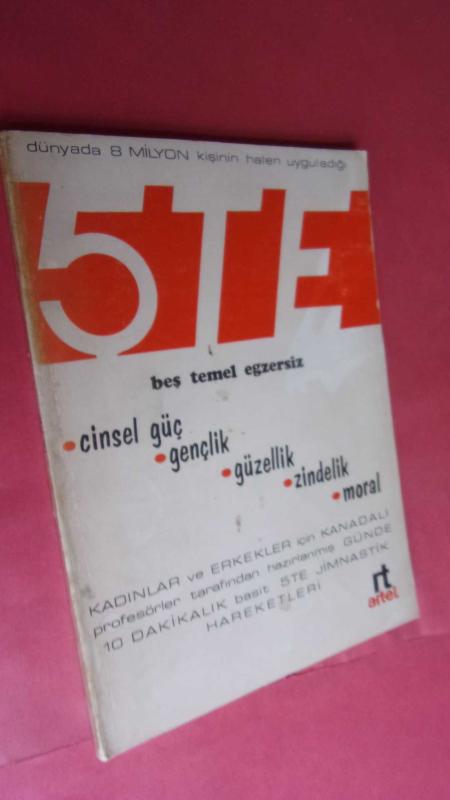 dünyada 8 MİLYON kişinin halen uyguladığı
5TE
beş temel egzersiz
• cinsel güç
• gençlik
• güzellik
• zindelik
• moral
KADINLAR ve ERKEKLER için KANADALI
profesörler tarafından hazırlanmış GÜNDE
10 DAKİKALIK basit 5TE JİMNASTİK
HAREKETLERİ
rt
artel